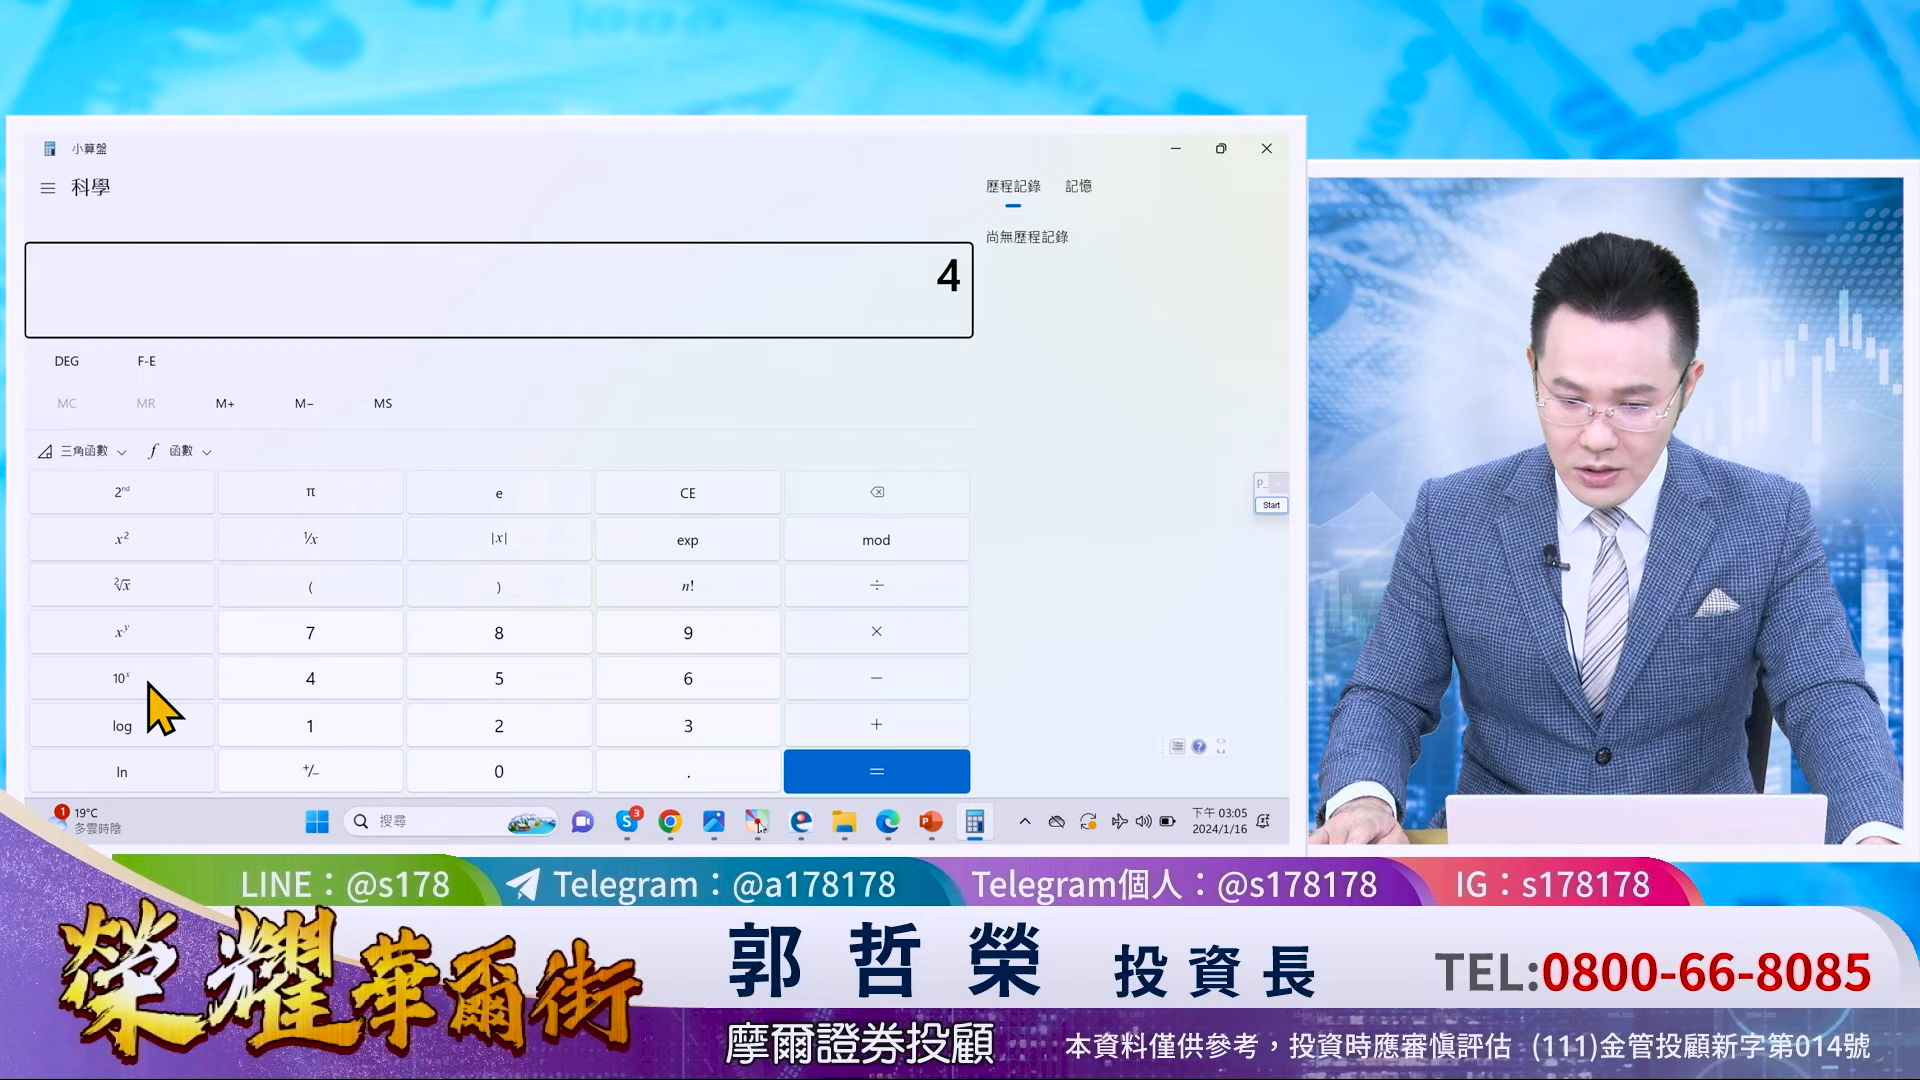 小算盤
科學
歷程記錄 記憶
尚無歷程記錄
4
DEG F-E
MC MR M+ M− MS
三角函數 f 函數
2nd π e CE
x² ¹⁄x |x| exp mod
²√x ( ) n! ÷
xʸ 7 8 9 ×
10ˣ 4 5 6 −
log 1 2 3 +
ln +/− 0 . =
P..
Start
1
19°C
多雲時陰
搜尋
3
下午 03:05
2024/1/16
LINE：@s178
Telegram：@a178178
Telegram個人：@s178178
IG：s178178
榮耀華爾街
郭哲榮 投資長
TEL:0800-66-8085
摩爾證券投顧
本資料僅供參考，投資時應審慎評估 (111)金管投顧新字第014號